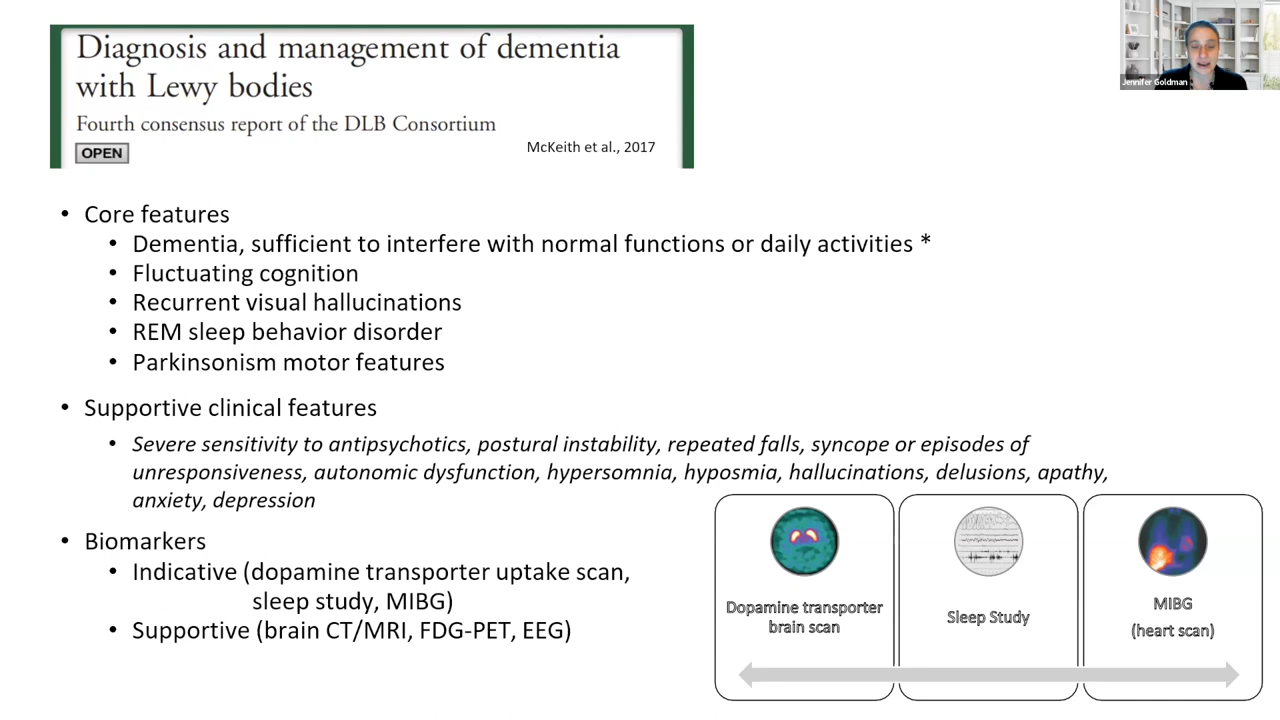 Diagnosis and management of dementia
with Lewy bodies
Fourth consensus report of the DLB Consortium
OPEN
McKeith et al., 2017
Jennifer Goldman
• Core features
• Dementia, sufficient to interfere with normal functions or daily activities *
• Fluctuating cognition
• Recurrent visual hallucinations
• REM sleep behavior disorder
• Parkinsonism motor features
• Supportive clinical features
• Severe sensitivity to antipsychotics, postural instability, repeated falls, syncope or episodes of
unresponsiveness, autonomic dysfunction, hypersomnia, hyposmia, hallucinations, delusions, apathy,
anxiety, depression
• Biomarkers
• Indicative (dopamine transporter uptake scan,
sleep study, MIBG)
• Supportive (brain CT/MRI, FDG-PET, EEG)
Dopamine transporter
brain scan
Sleep Study
MIBG
(heart scan)